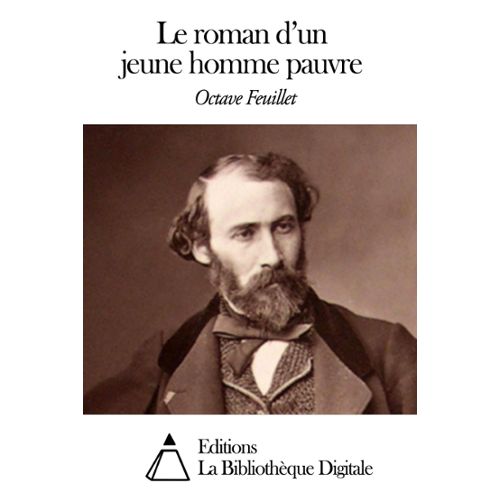 Le roman d'un
jeune homme pauvre
Octave Feuillet
Editions
La Bibliothèque Digitale